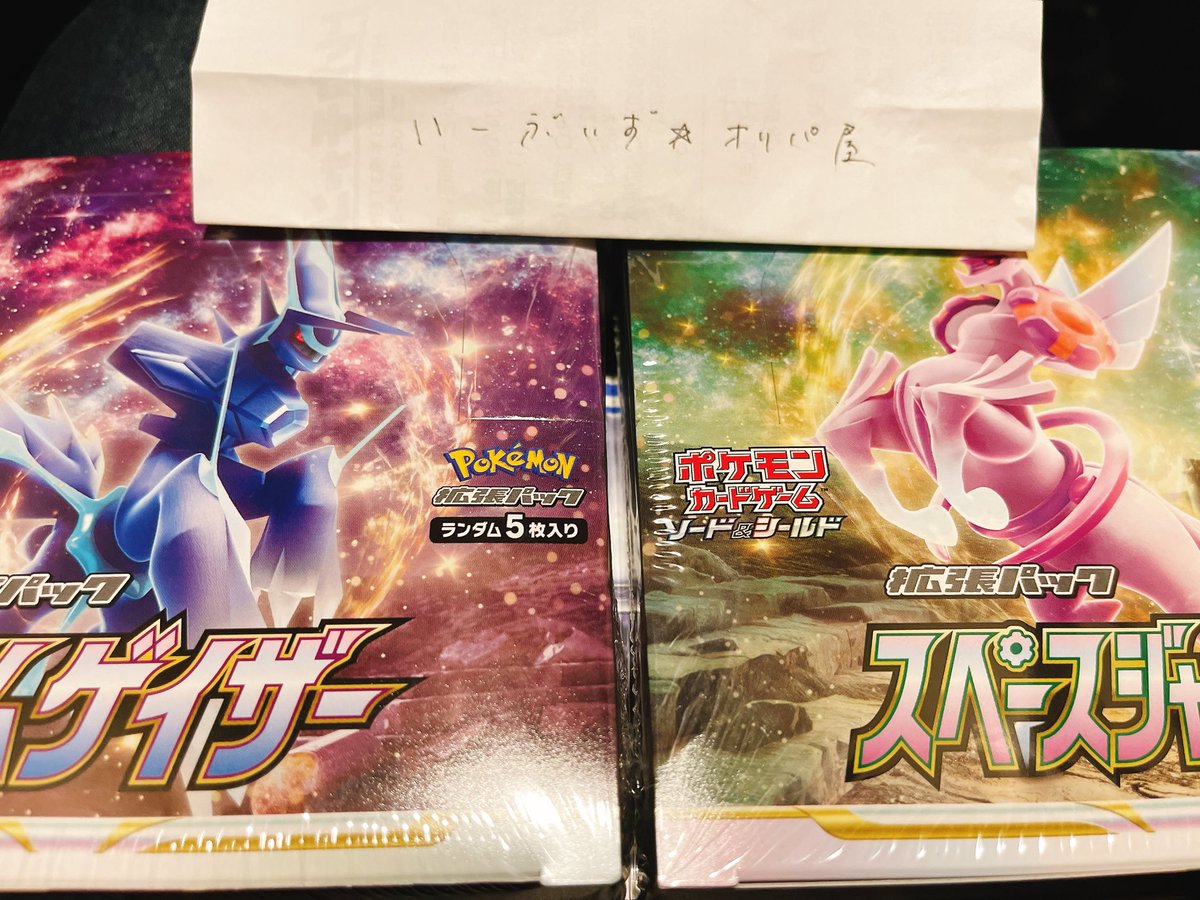 いーぶいず☆オリパ屋
POKéMON
拡張パック
ランダム5枚入り
パック
ムゲイザー
ポケモン
カードゲーム
ソード&シールド
拡張パック
スペースジャ